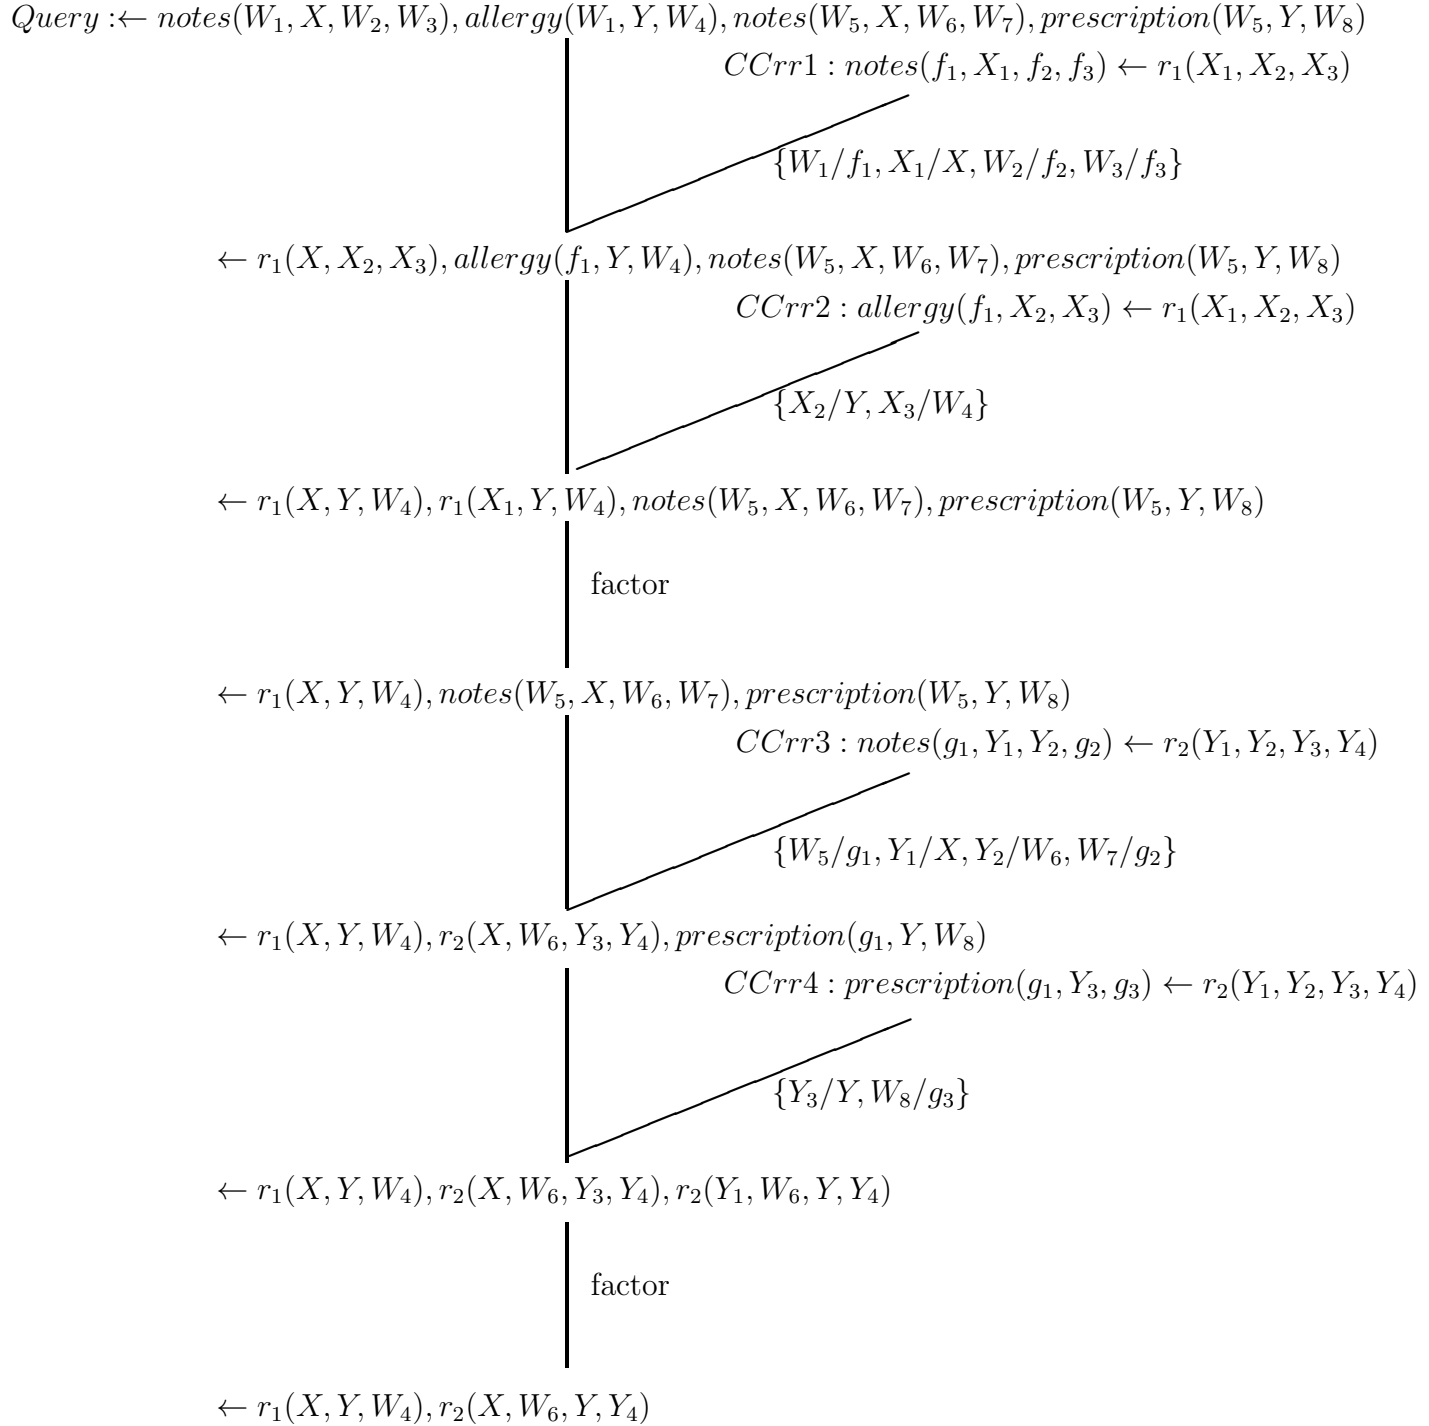 Query :← notes(W₁, X, W₂, W₃), allergy(W₁, Y, W₄), notes(W₅, X, W₆, W₇), prescription(W₅, Y, W₈)
CCrr1 : notes(f₁, X₁, f₂, f₃) ← r₁(X₁, X₂, X₃)
{W₁/f₁, X₁/X, W₂/f₂, W₃/f₃}
← r₁(X, X₂, X₃), allergy(f₁, Y, W₄), notes(W₅, X, W₆, W₇), prescription(W₅, Y, W₈)
CCrr2 : allergy(f₁, X₂, X₃) ← r₁(X₁, X₂, X₃)
{X₂/Y, X₃/W₄}
← r₁(X, Y, W₄), r₁(X₁, Y, W₄), notes(W₅, X, W₆, W₇), prescription(W₅, Y, W₈)
factor
← r₁(X, Y, W₄), notes(W₅, X, W₆, W₇), prescription(W₅, Y, W₈)
CCrr3 : notes(g₁, Y₁, Y₂, g₂) ← r₂(Y₁, Y₂, Y₃, Y₄)
{W₅/g₁, Y₁/X, Y₂/W₆, W₇/g₂}
← r₁(X, Y, W₄), r₂(X, W₆, Y₃, Y₄), prescription(g₁, Y, W₈)
CCrr4 : prescription(g₁, Y₃, g₃) ← r₂(Y₁, Y₂, Y₃, Y₄)
{Y₃/Y, W₈/g₃}
← r₁(X, Y, W₄), r₂(X, W₆, Y₃, Y₄), r₂(Y₁, W₆, Y, Y₄)
factor
← r₁(X, Y, W₄), r₂(X, W₆, Y, Y₄)